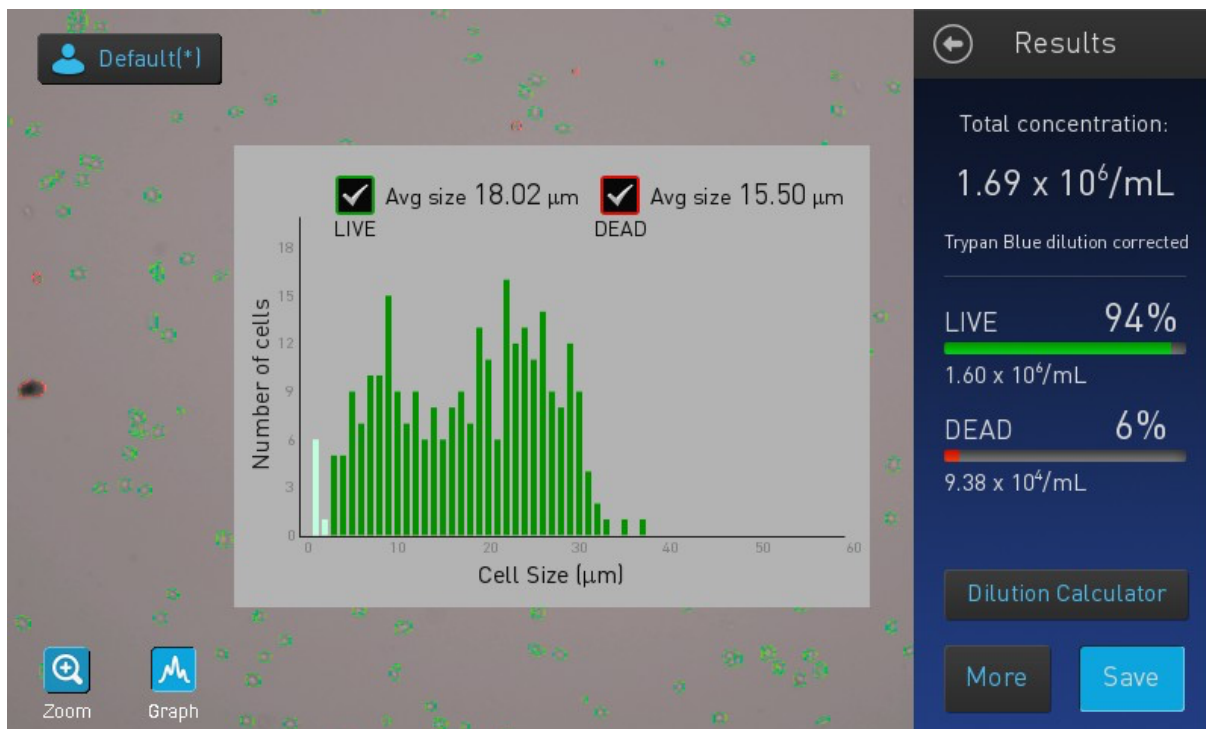 Default(*)
Results
Total concentration:
1.69 x 10⁶/mL
Trypan Blue dilution corrected
LIVE 94%
1.60 x 10⁶/mL
DEAD 6%
9.38 x 10⁴/mL
Dilution Calculator
More Save
Avg size 18.02 μm Avg size 15.50 μm
LIVE DEAD
Number of cells
18
15
12
9
6
3
0
0 10 20 30 40 50 60
Cell Size (μm)
Zoom Graph